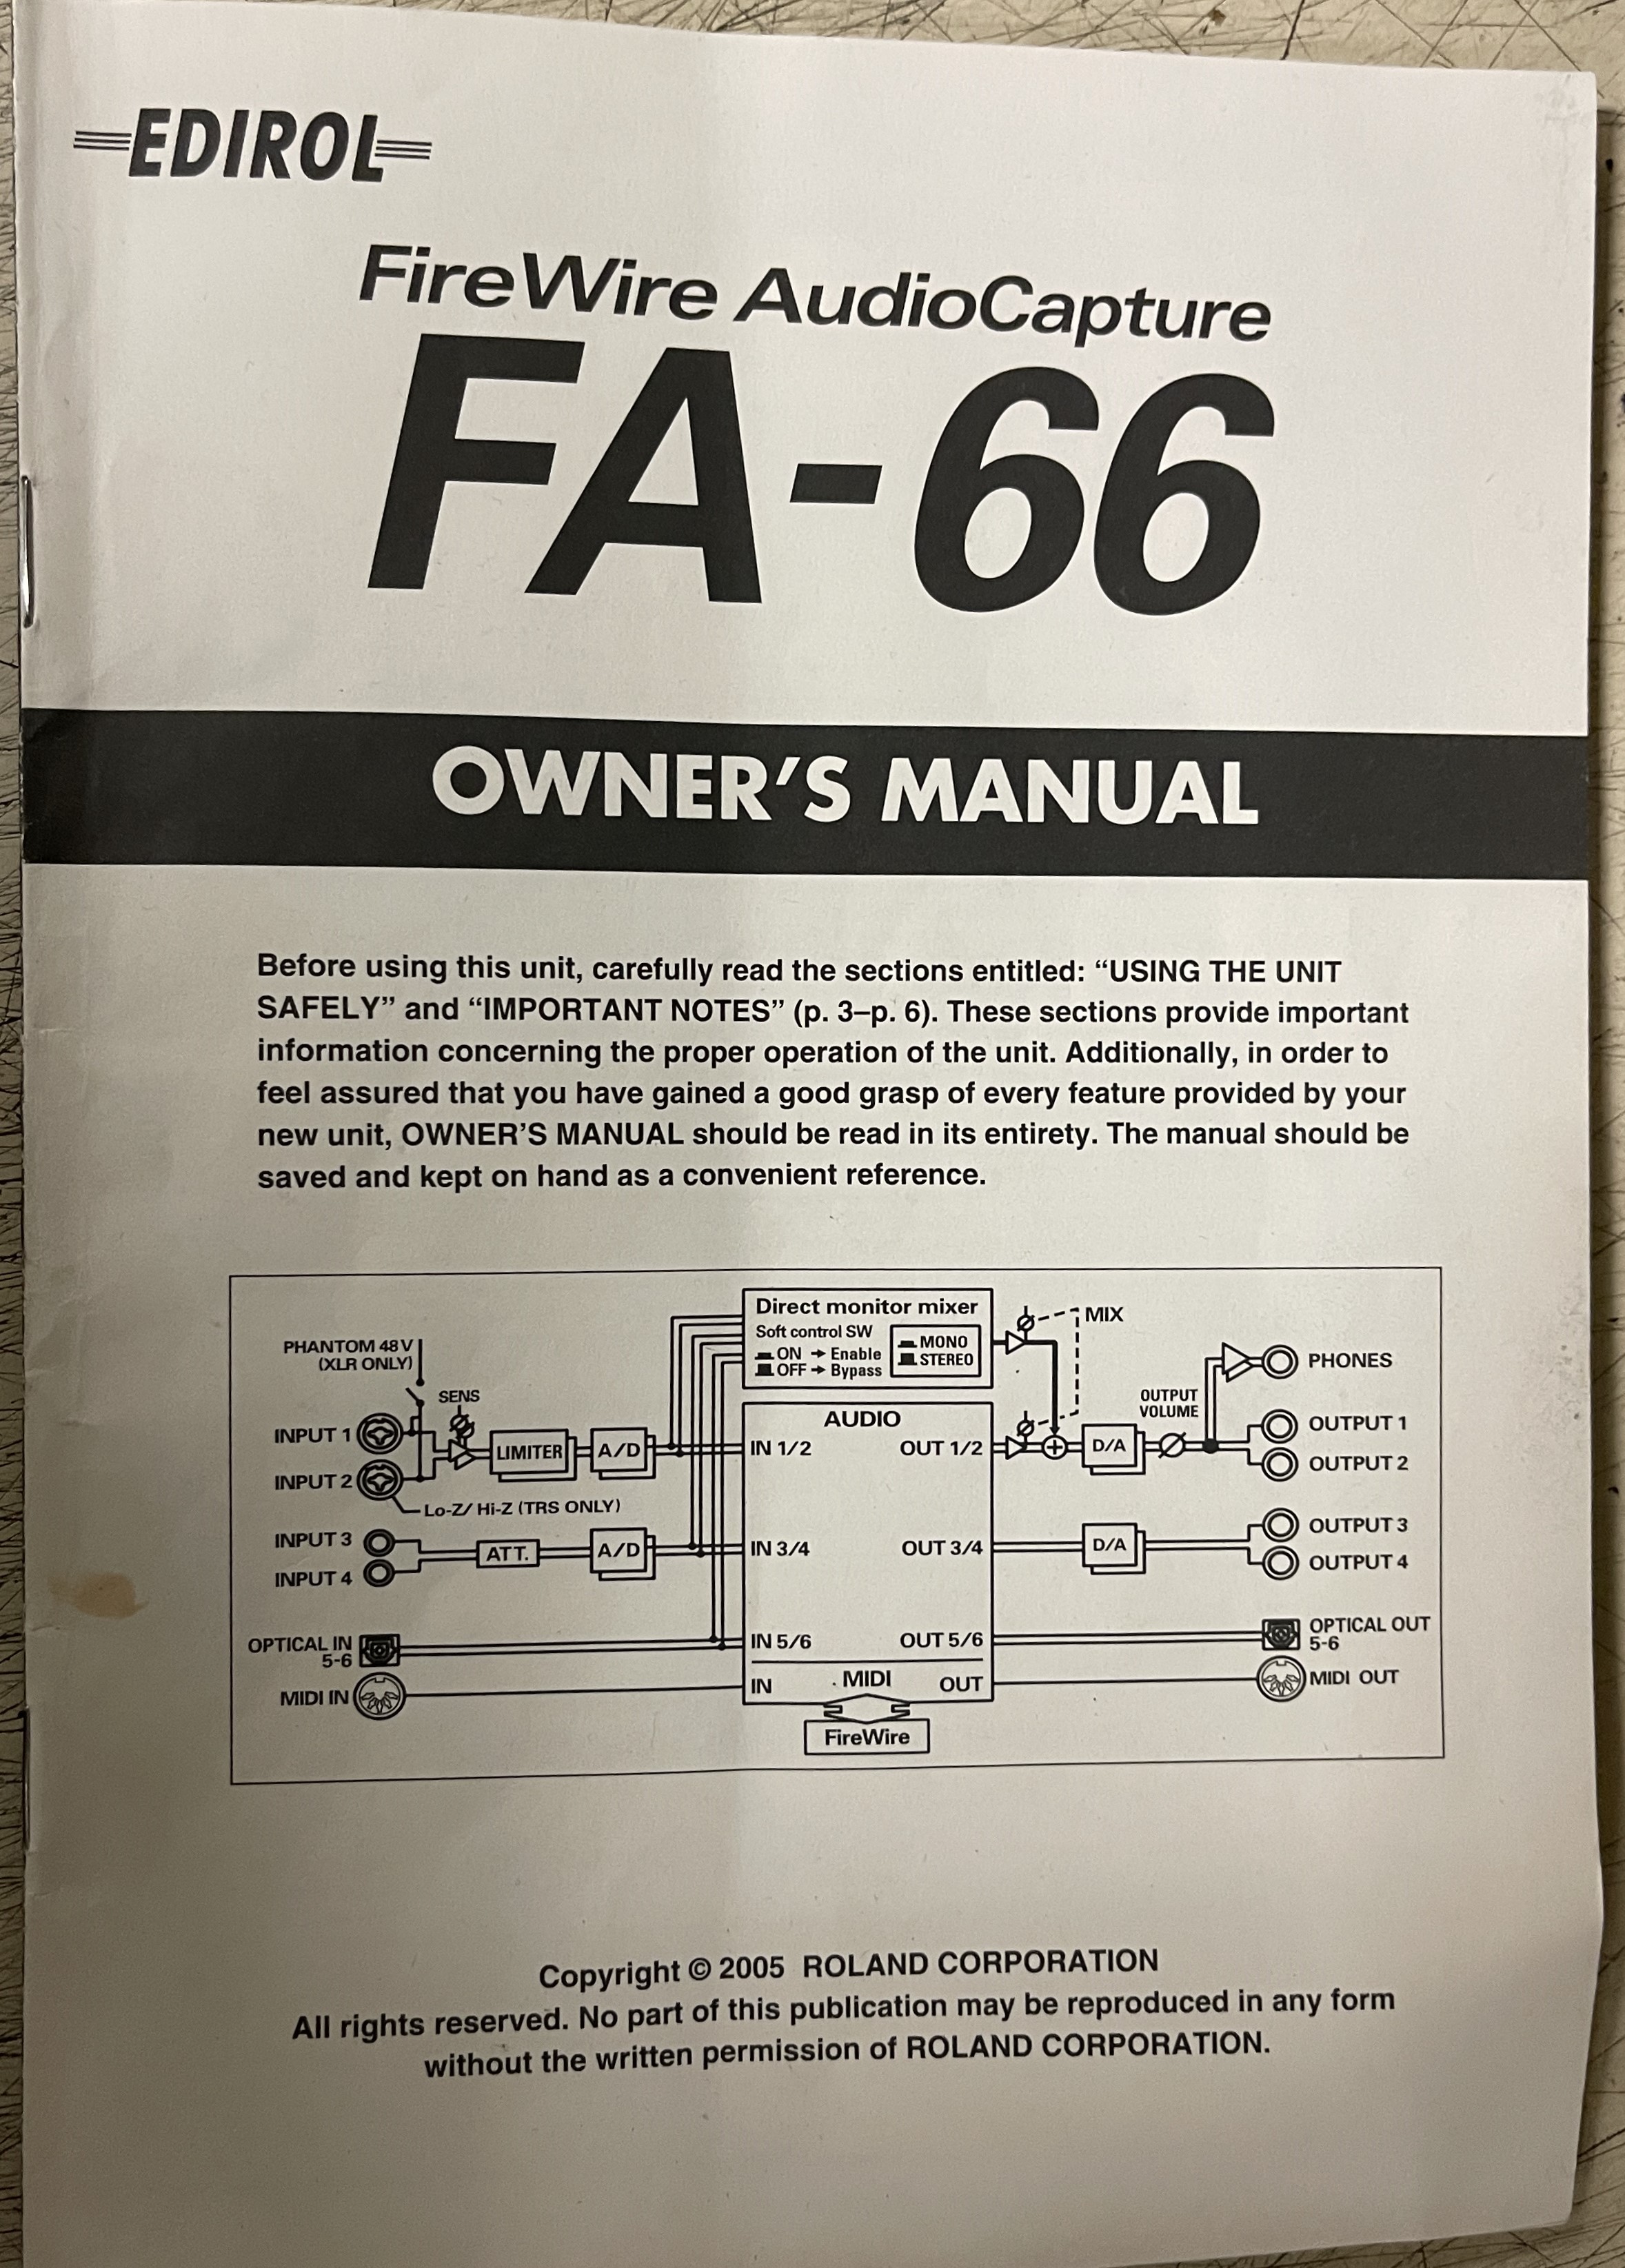 EDIROL
FireWire AudioCapture
FA-66
OWNER'S MANUAL
Before using this unit, carefully read the sections entitled: “USING THE UNIT
SAFELY” and “IMPORTANT NOTES” (p. 3–p. 6). These sections provide important
information concerning the proper operation of the unit. Additionally, in order to
feel assured that you have gained a good grasp of every feature provided by your
new unit, OWNER'S MANUAL should be read in its entirety. The manual should be
saved and kept on hand as a convenient reference.
Direct monitor mixer
Soft control SW
ON → Enable
OFF → Bypass
MONO
STEREO
MIX
PHANTOM 48V
(XLR ONLY)
SENS
INPUT 1
INPUT 2
LIMITER
A/D
Lo-Z/ Hi-Z (TRS ONLY)
INPUT 3
INPUT 4
ATT.
A/D
OPTICAL IN
5-6
MIDI IN
AUDIO
IN 1/2 OUT 1/2
IN 3/4 OUT 3/4
IN 5/6 OUT 5/6
IN MIDI OUT
FireWire
D/A
OUTPUT
VOLUME
PHONES
OUTPUT 1
OUTPUT 2
D/A
OUTPUT 3
OUTPUT 4
OPTICAL OUT
5-6
MIDI OUT
Copyright © 2005 ROLAND CORPORATION
All rights reserved. No part of this publication may be reproduced in any form
without the written permission of ROLAND CORPORATION.